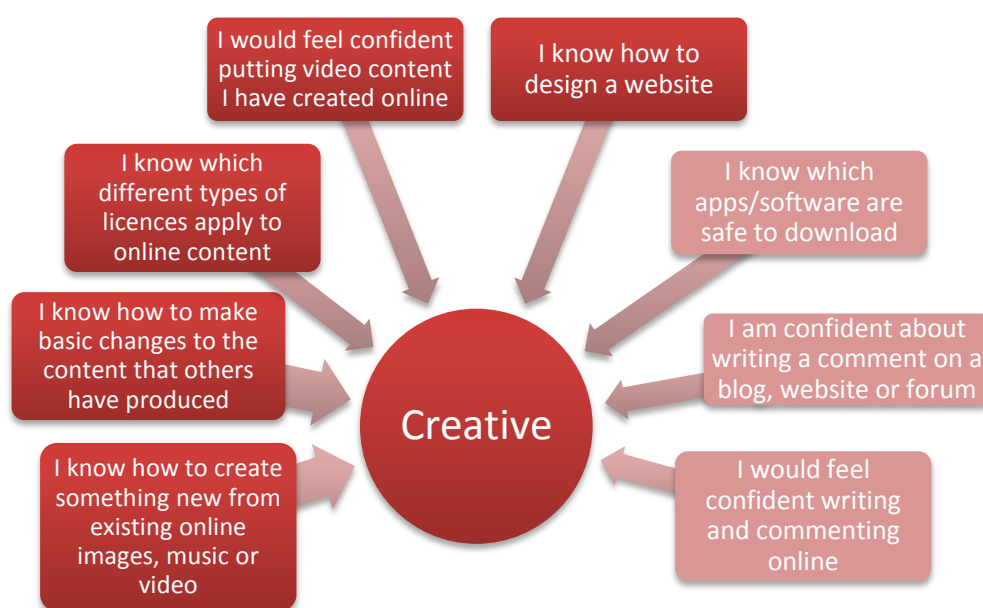 I would feel confident
putting video content
I have created online
I know how to
design a website
I know which
different types of
licences apply to
online content
I know which
apps/software are
safe to download
I know how to make
basic changes to the
content that others
have produced
I am confident about
writing a comment on a
blog, website or forum
Creative
I know how to create
something new from
existing online
images, music or
video
I would feel
confident writing
and commenting
online